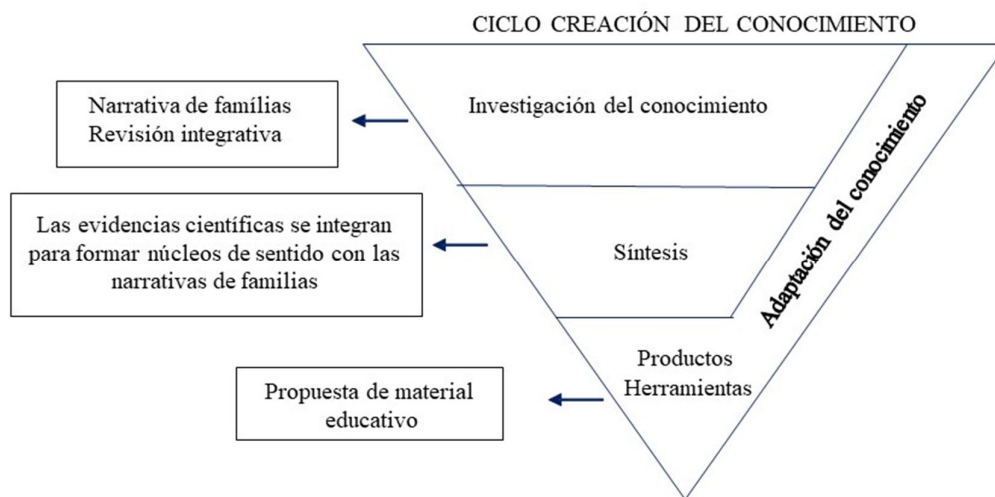 CICLO CREACIÓN DEL CONOCIMIENTO
Narrativa de famílias
Revisión integrativa
Investigación del conocimiento
Adaptación del conocimiento
Las evidencias científicas se integran
para formar núcleos de sentido con las
narrativas de familias
Síntesis
Productos
Herramientas
Propuesta de material
educativo